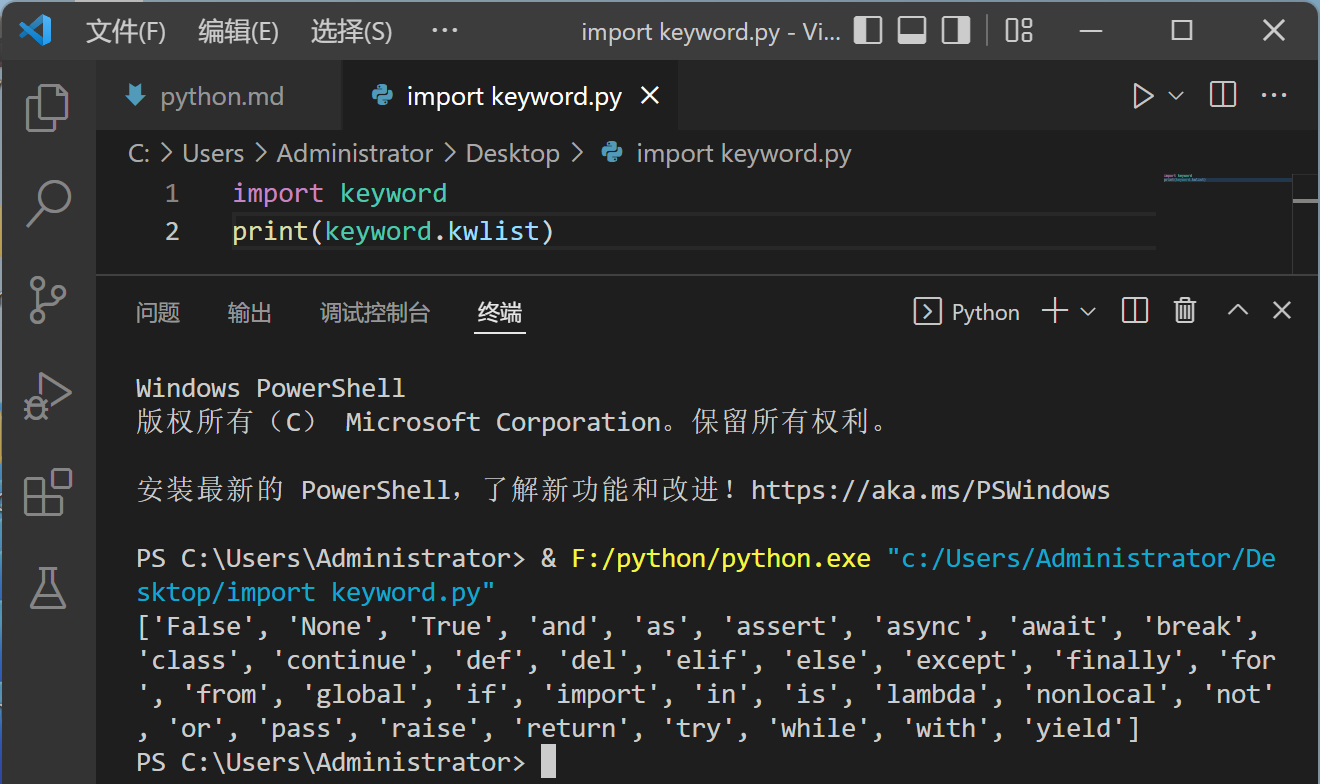 文件(F) 编辑(E) 选择(S) ··· import keyword.py - Vi...
python.md import keyword.py
C: > Users > Administrator > Desktop > import keyword.py
1 import keyword
2 print(keyword.kwlist)
问题 输出 调试控制台 终端 Python
Windows PowerShell
版权所有（C） Microsoft Corporation。保留所有权利。
安装最新的 PowerShell，了解新功能和改进！https://aka.ms/PSWindows
PS C:\Users\Administrator> & F:/python/python.exe "c:/Users/Administrator/De
sktop/import keyword.py"
['False', 'None', 'True', 'and', 'as', 'assert', 'async', 'await', 'break',
'class', 'continue', 'def', 'del', 'elif', 'else', 'except', 'finally', 'for
', 'from', 'global', 'if', 'import', 'in', 'is', 'lambda', 'nonlocal', 'not'
, 'or', 'pass', 'raise', 'return', 'try', 'while', 'with', 'yield']
PS C:\Users\Administrator>